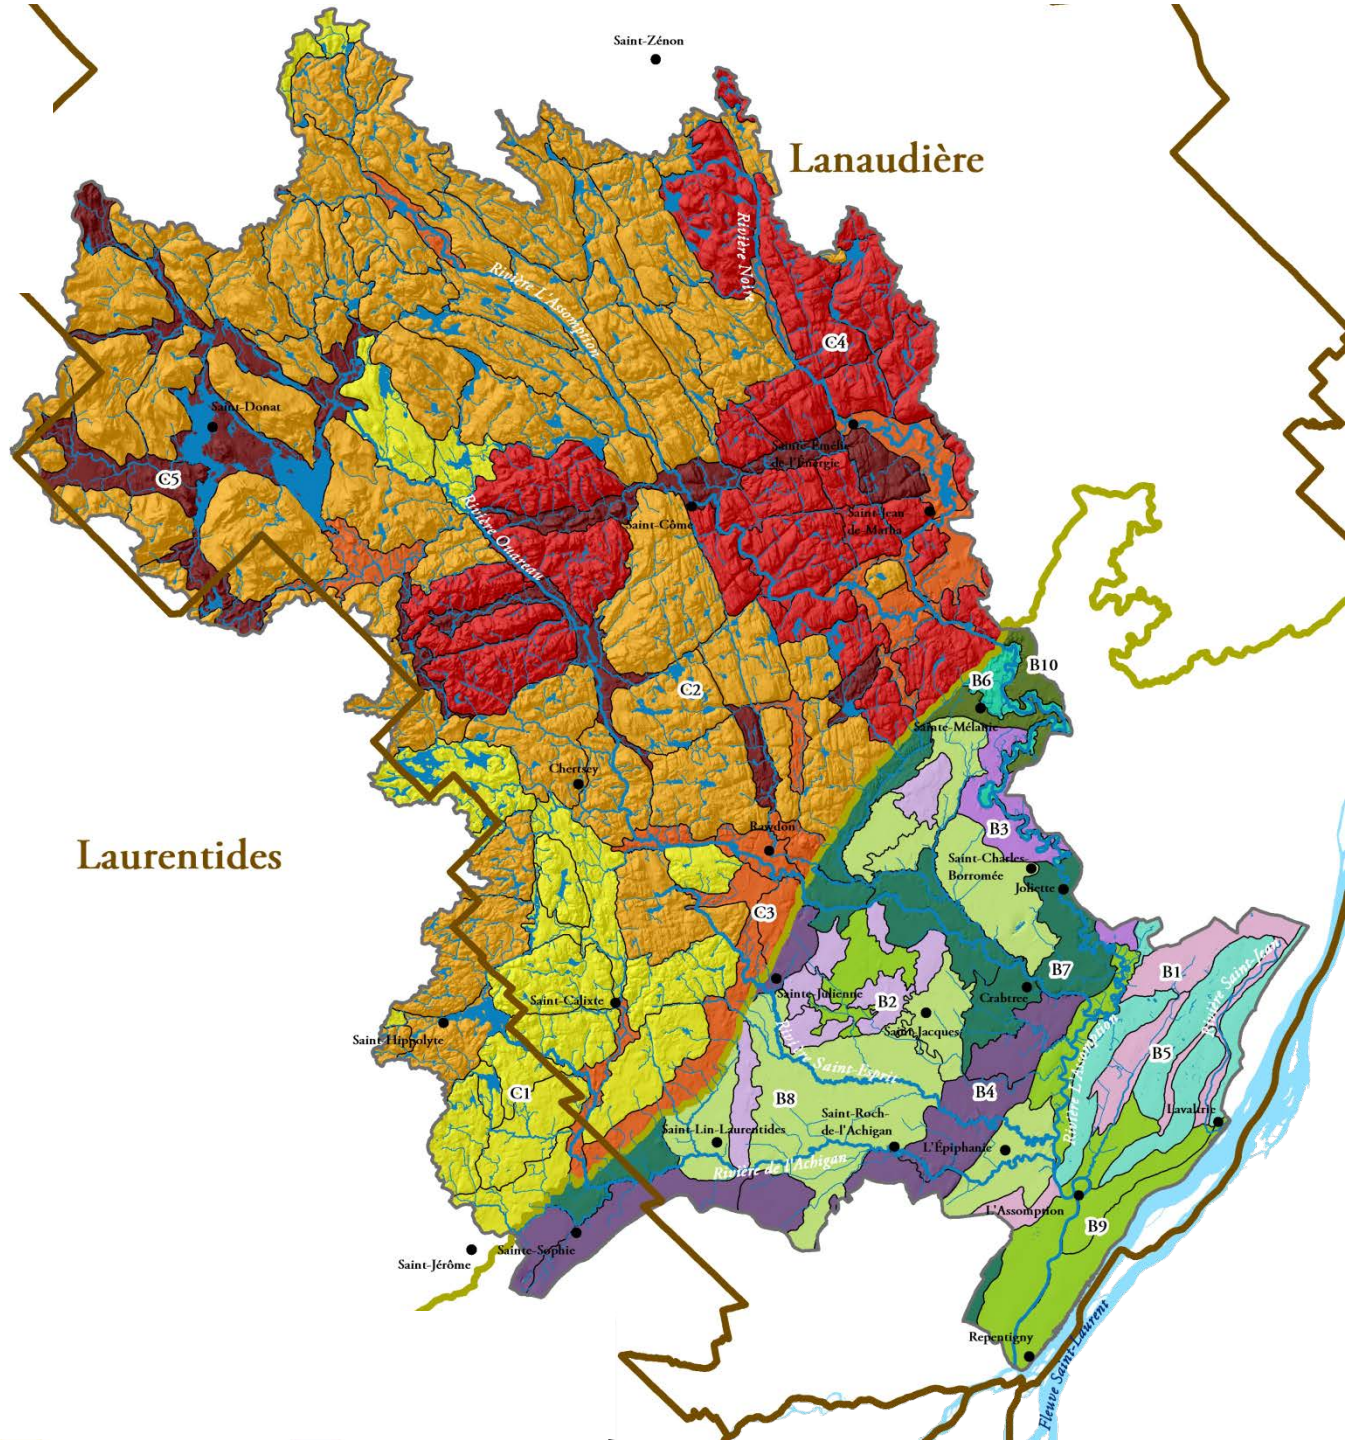 Saint-Zénon
Lanaudière
Rivière Noire
Rivière L'Assomption
C4
Saint-Donat
Sainte-Émélie
de-l'Énergie
C5
Saint-Côme
Saint-Jean
de-Matha
Rivière Ouareau
B10
B6
C2
Sainte-Mélanie
Chertsey
Rawdon
B3
Laurentides
Saint-Charles-
Borromée
Joliette
C3
B7
B1
Rivière Saint-Jean
Sainte-Julienne
B2
Crabtree
Saint-Calixte
Saint-Jacques
Saint-Hippolyte
Rivière Saint-Esprit
Rivière L'Assomption
B5
C1
B8
B4
Lavaltrie
Saint-Roch-
de-l'Achigan
Saint-Lin-Laurentides
L'Épiphanie
Rivière de l'Achigan
L'Assomption
B9
Sainte-Sophie
Saint-Jérôme
Repentigny
Fleuve Saint-Laurent